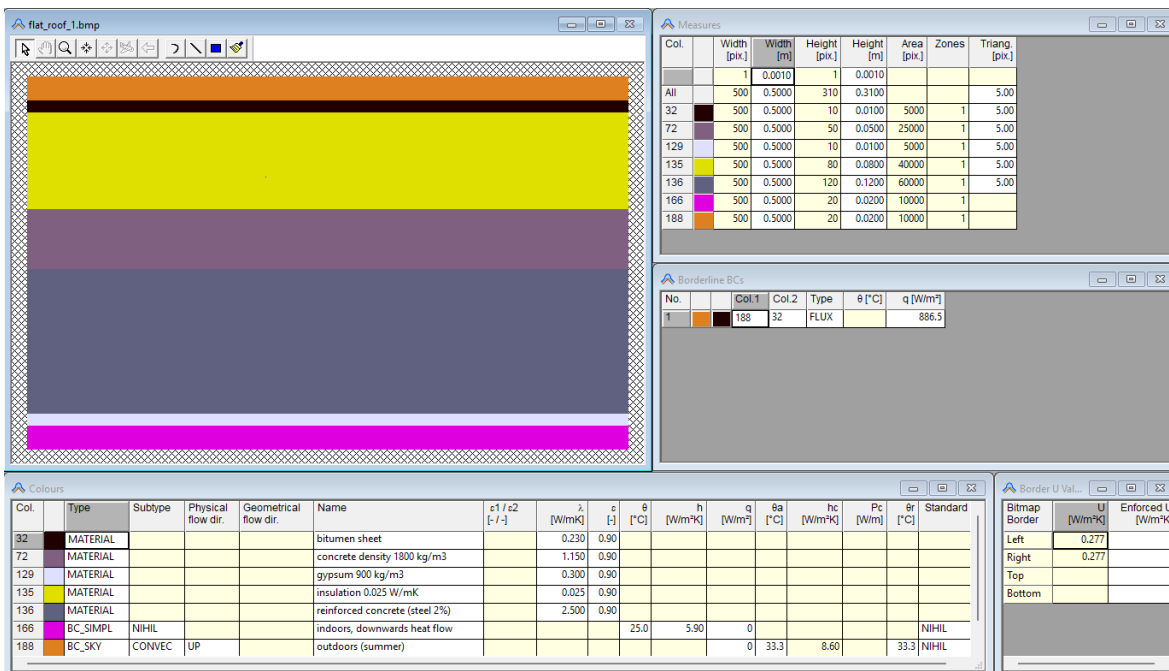 flat_roof_1.bmp
Measures
Col. Width [pix.] Width [m] Height [pix.] Height [m] Area [pix.] Zones Triang. [pix.]
1 0.0010 1 0.0010
All 500 0.5000 310 0.3100 5.00
32 500 0.5000 10 0.0100 5000 1 5.00
72 500 0.5000 50 0.0500 25000 1 5.00
129 500 0.5000 10 0.0100 5000 1 5.00
135 500 0.5000 80 0.0800 40000 1 5.00
136 500 0.5000 120 0.1200 60000 1 5.00
166 500 0.5000 20 0.0200 10000 1
188 500 0.5000 20 0.0200 10000 1
Borderline BCs
No. Col.1 Col.2 Type θ [°C] q [W/m²]
1 188 32 FLUX 886.5
Colours
Col. Type Subtype Physical flow dir. Geometrical flow dir. Name ε1 / ε2 [- / -] λ [W/mK] ε [-] θ [°C] h [W/m²K] q [W/m²] θa [°C] hc [W/m²K] Pc [W/m] θr [°C] Standard
32 MATERIAL bitumen sheet 0.230 0.90
72 MATERIAL concrete density 1800 kg/m3 1.150 0.90
129 MATERIAL gypsum 900 kg/m3 0.300 0.90
135 MATERIAL insulation 0.025 W/mK 0.025 0.90
136 MATERIAL reinforced concrete (steel 2%) 2.500 0.90
166 BC_SIMPL NIHIL indoors, downwards heat flow 25.0 5.90 0 NIHIL
188 BC_SKY CONVEC UP outdoors (summer) 0 33.3 8.60 33.3 NIHIL
Border U Val...
Bitmap Border U [W/m²K] Enforced U [W/m²K
Left 0.277
Right 0.277
Top
Bottom